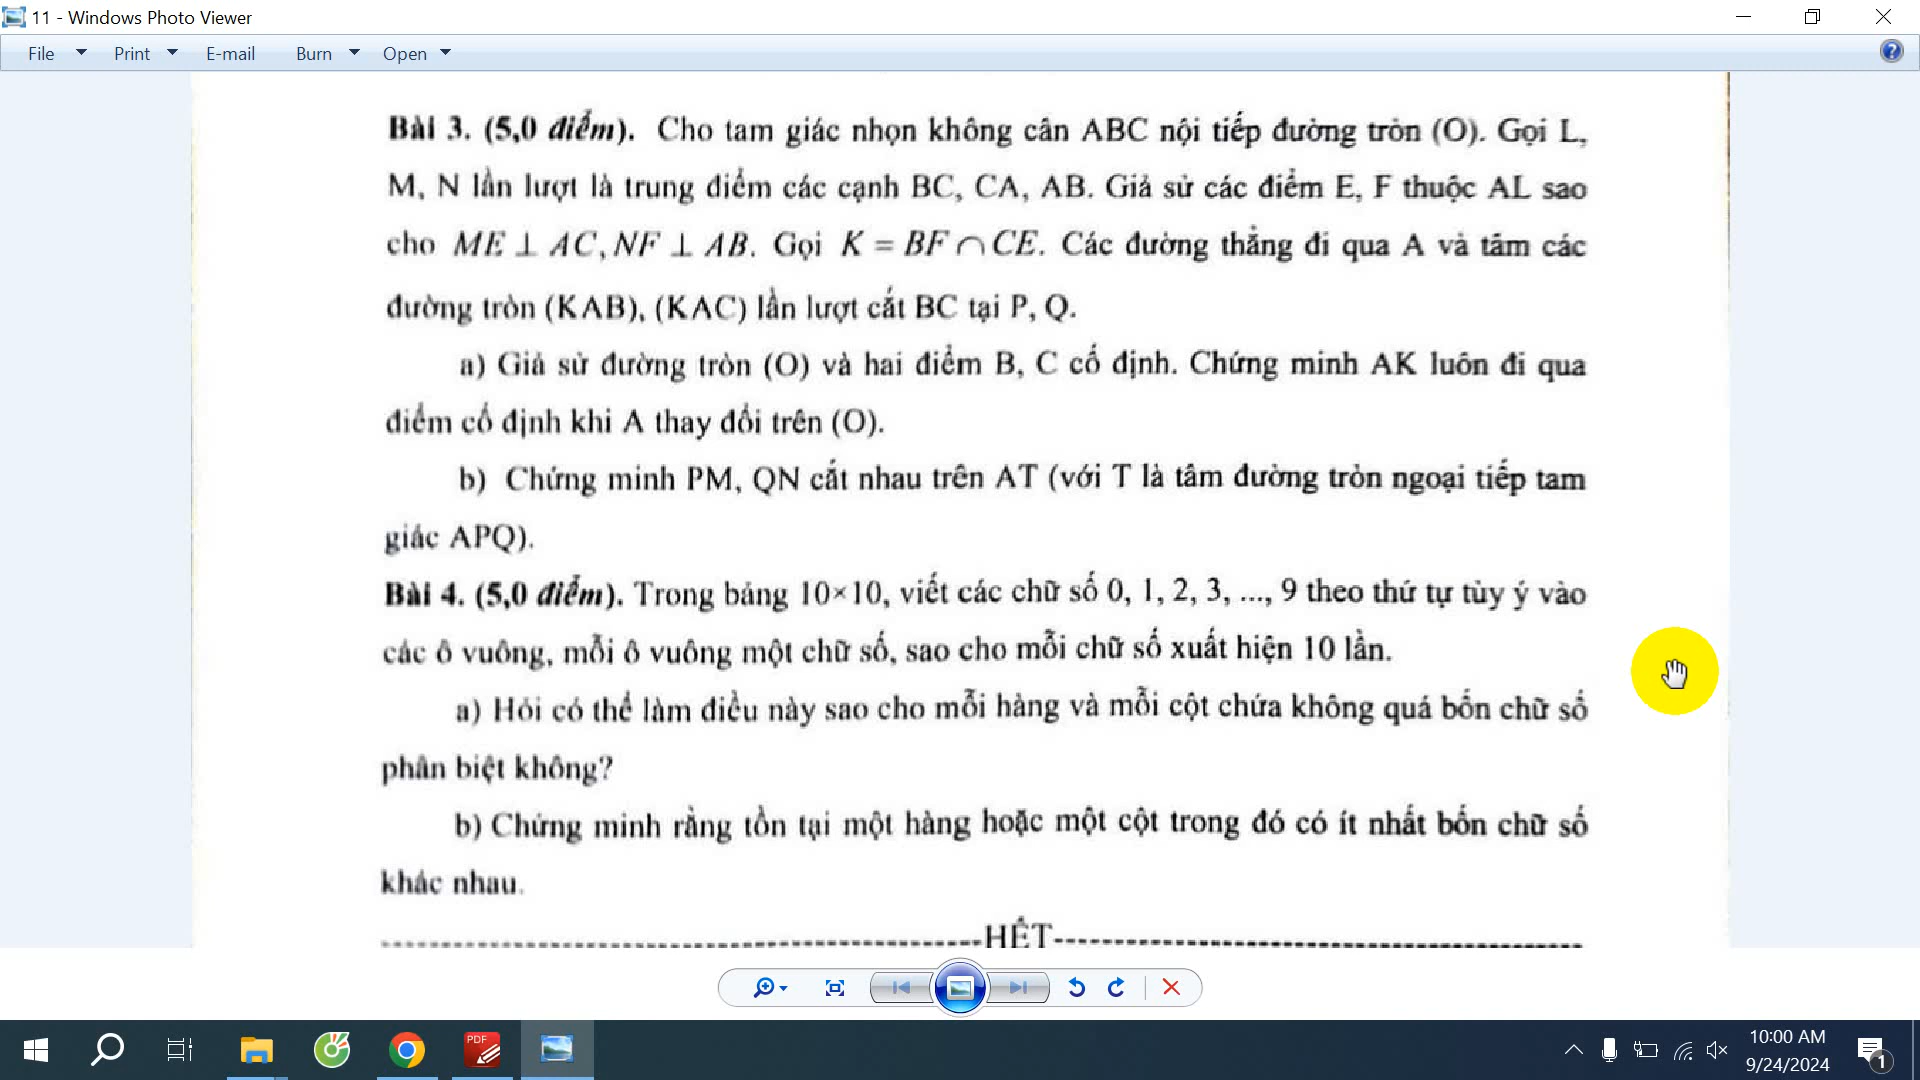 11 - Windows Photo Viewer
File Print E-mail Burn Open
Bài 3. (5,0 điểm). Cho tam giác nhọn không cân ABC nội tiếp đường tròn (O). Gọi L,
M, N lần lượt là trung điểm các cạnh BC, CA, AB. Giả sử các điểm E, F thuộc AL sao
cho ME ⊥ AC, NF ⊥ AB. Gọi K = BF ∩ CE. Các đường thẳng đi qua A và tâm các
đường tròn (KAB), (KAC) lần lượt cắt BC tại P, Q.
a) Giả sử đường tròn (O) và hai điểm B, C cố định. Chứng minh AK luôn đi qua
điểm cố định khi A thay đổi trên (O).
b) Chứng minh PM, QN cắt nhau trên AT (với T là tâm đường tròn ngoại tiếp tam
giác APQ).
Bài 4. (5,0 điểm). Trong bảng 10×10, viết các chữ số 0, 1, 2, 3, ..., 9 theo thứ tự tùy ý vào
các ô vuông, mỗi ô vuông một chữ số, sao cho mỗi chữ số xuất hiện 10 lần.
a) Hỏi có thể làm điều này sao cho mỗi hàng và mỗi cột chứa không quá bốn chữ số
phân biệt không?
b) Chứng minh rằng tồn tại một hàng hoặc một cột trong đó có ít nhất bốn chữ số
khác nhau.
HẾT
PDF
10:00 AM
9/24/2024
1